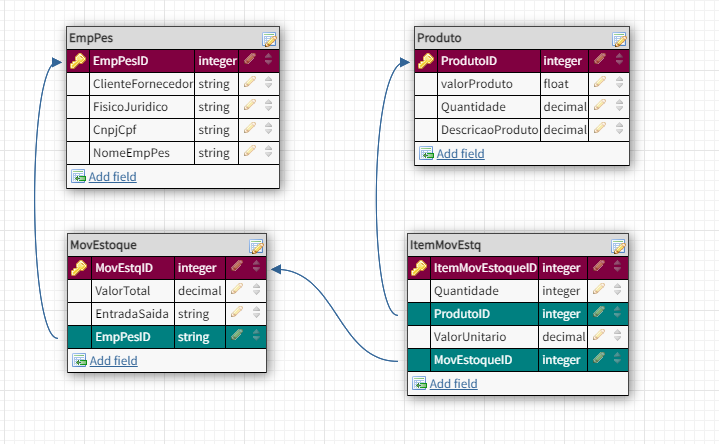 EmpPes
EmpPesID integer
ClienteFornecedor string
FisicoJuridico string
CnpjCpf string
NomeEmpPes string
Add field
Produto
ProdutoID integer
valorProduto float
Quantidade decimal
DescricaoProduto decimal
Add field
MovEstoque
MovEstqID integer
ValorTotal decimal
EntradaSaida string
EmpPesID string
Add field
ItemMovEstq
ItemMovEstoqueID integer
Quantidade integer
ProdutoID integer
ValorUnitario decimal
MovEstoqueID integer
Add field